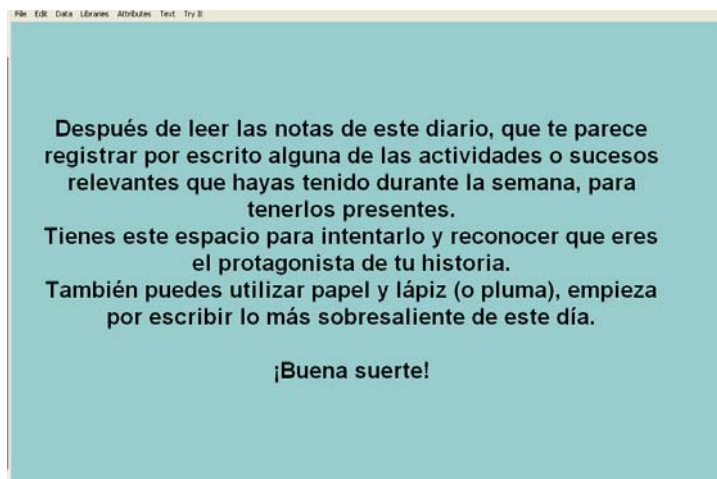 File Edit Data Libraries Attributes Text Try It
Después de leer las notas de este diario, que te parece
registrar por escrito alguna de las actividades o sucesos
relevantes que hayas tenido durante la semana, para
tenerlos presentes.
Tienes este espacio para intentarlo y reconocer que eres
el protagonista de tu historia.
También puedes utilizar papel y lápiz (o pluma), empieza
por escribir lo más sobresaliente de este día.
¡Buena suerte!